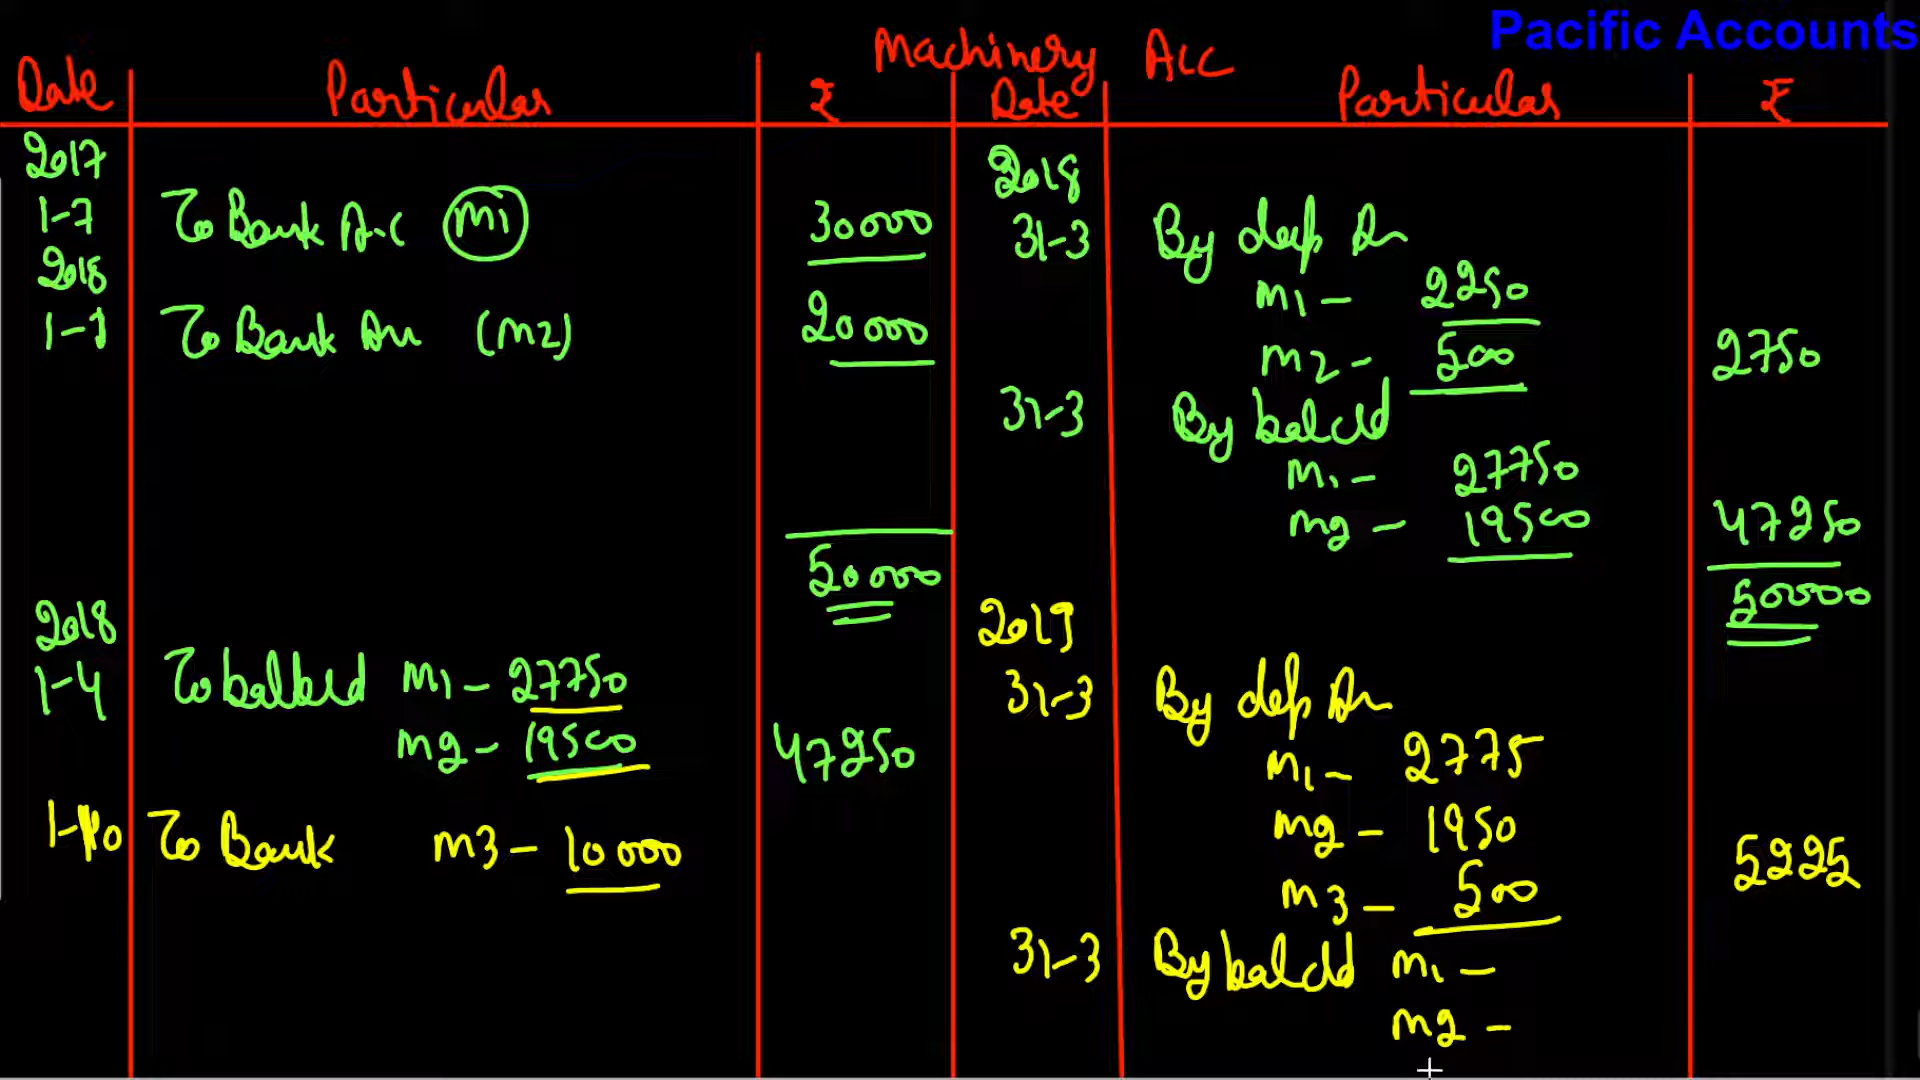 Pacific Accounts
Machinery A/C
Date Particular ₹ Date Particular ₹
2017 2018
1-7 To Bank A-c (M1) 30000 31-3 By dep A/c
2018 M1 - 2250
1-1 To Bank A/c (M2) 20000 M2 - 500 2750
31-3 By bal c/d
M1 - 27750
M2 - 19500 47250
50000 50000
2018 2019
1-4 To bal b/d M1 - 27750 31-3 By dep A/c
M2 - 19500 47250 M1 - 2775
1-10 To Bank M3 - 10000 M2 - 1950
M3 - 500 5225
31-3 By bal c/d M1 -
M2 -